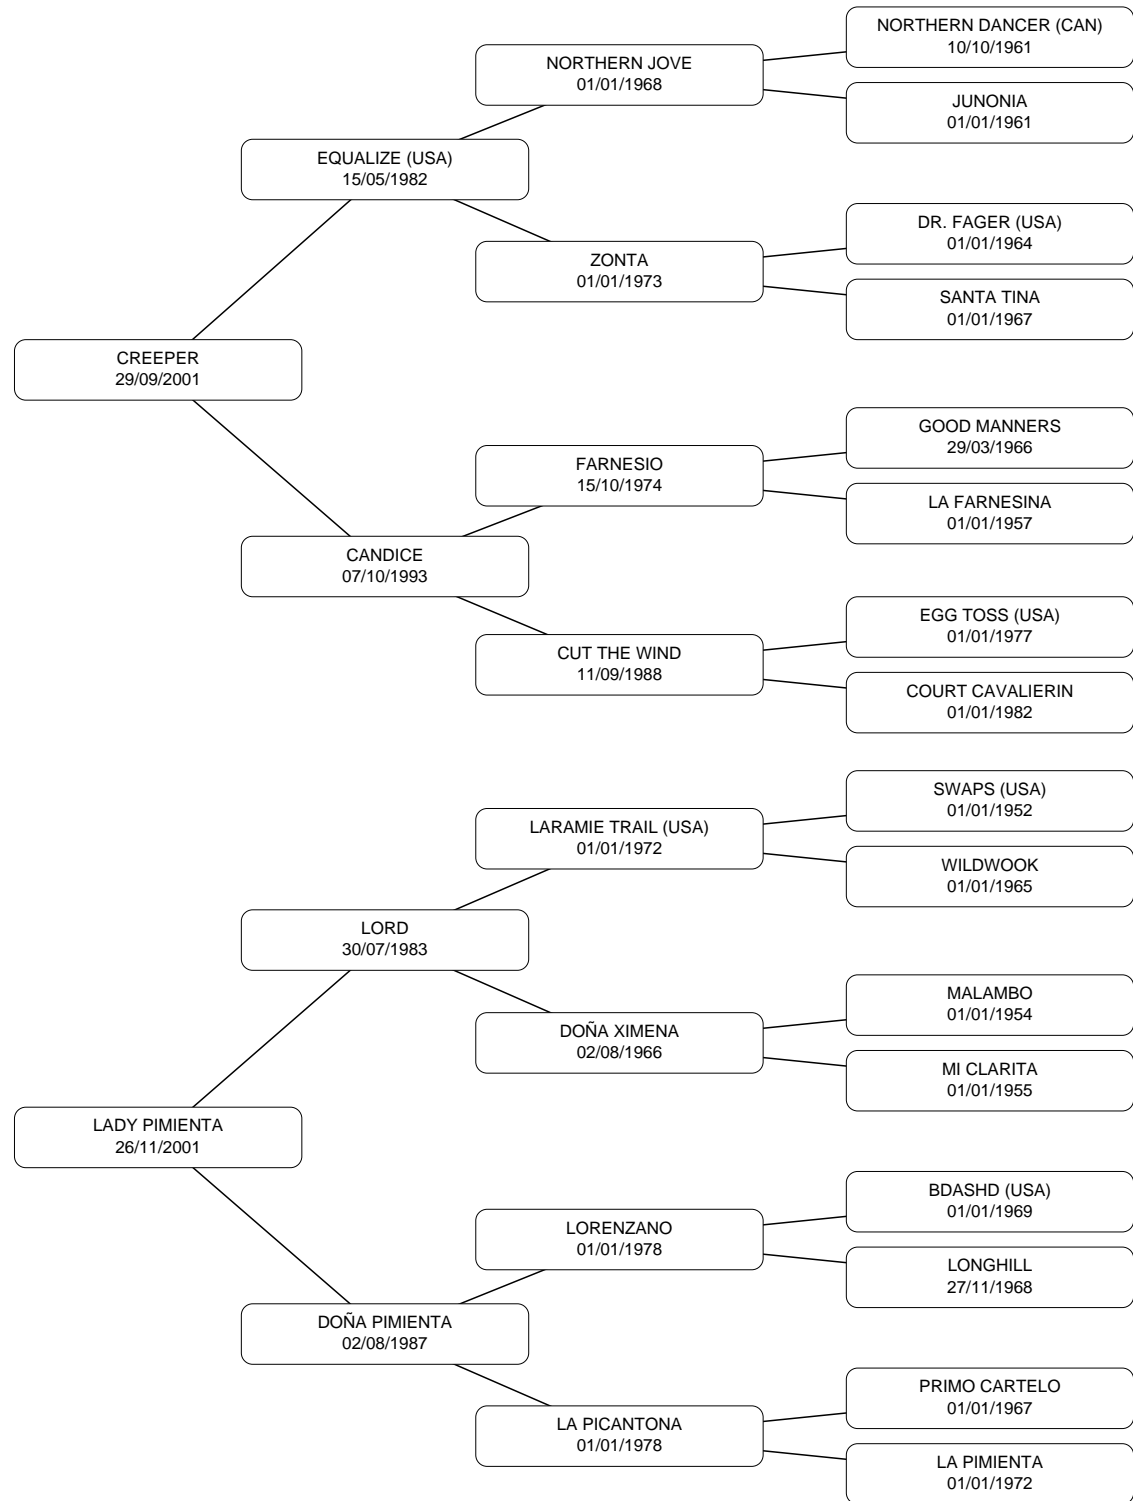 NORTHERN DANCER (CAN)
10/10/1961
NORTHERN JOVE
01/01/1968
JUNONIA
01/01/1961
EQUALIZE (USA)
15/05/1982
DR. FAGER (USA)
01/01/1964
ZONTA
01/01/1973
SANTA TINA
01/01/1967
CREEPER
29/09/2001
GOOD MANNERS
29/03/1966
FARNESIO
15/10/1974
LA FARNESINA
01/01/1957
CANDICE
07/10/1993
EGG TOSS (USA)
01/01/1977
CUT THE WIND
11/09/1988
COURT CAVALIERIN
01/01/1982
SWAPS (USA)
01/01/1952
LARAMIE TRAIL (USA)
01/01/1972
WILDWOOK
01/01/1965
LORD
30/07/1983
MALAMBO
01/01/1954
DOÑA XIMENA
02/08/1966
MI CLARITA
01/01/1955
LADY PIMIENTA
26/11/2001
BDASHD (USA)
01/01/1969
LORENZANO
01/01/1978
LONGHILL
27/11/1968
DOÑA PIMIENTA
02/08/1987
PRIMO CARTELO
01/01/1967
LA PICANTONA
01/01/1978
LA PIMIENTA
01/01/1972